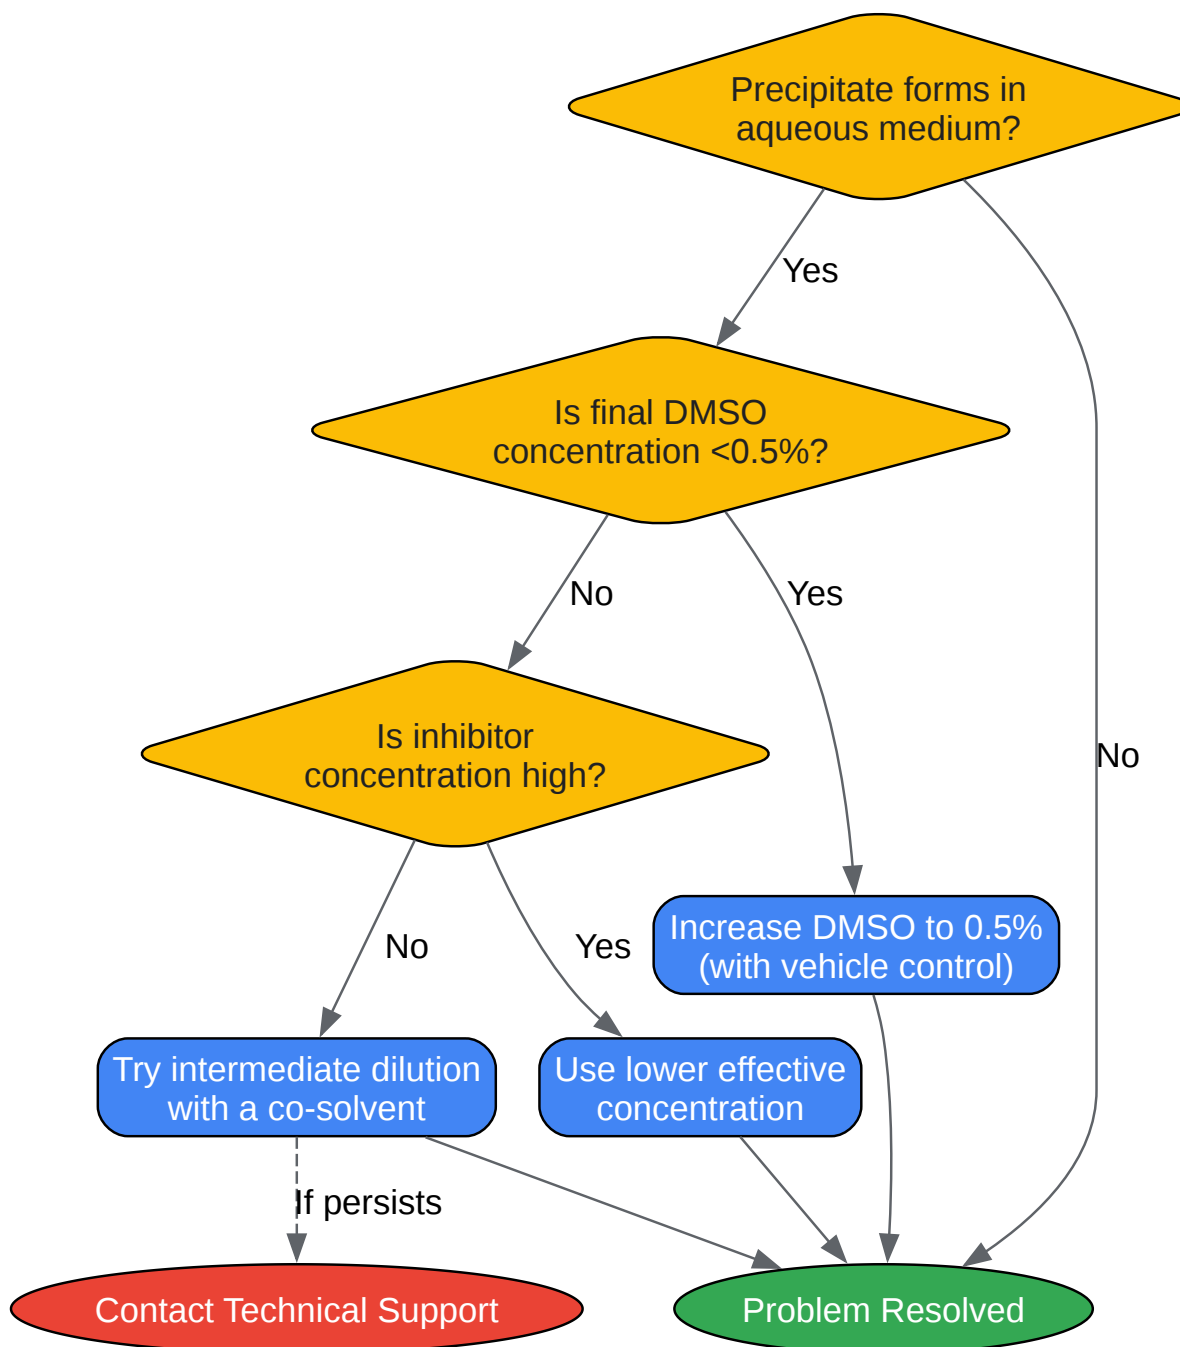 Precipitate forms in
aqueous medium?
Yes
Is final DMSO
concentration <0.5%?
No
Yes
Is inhibitor
concentration high?
No
Increase DMSO to 0.5%
(with vehicle control)
No
Yes
Try intermediate dilution
with a co-solvent
Use lower effective
concentration
If persists
Contact Technical Support
Problem Resolved